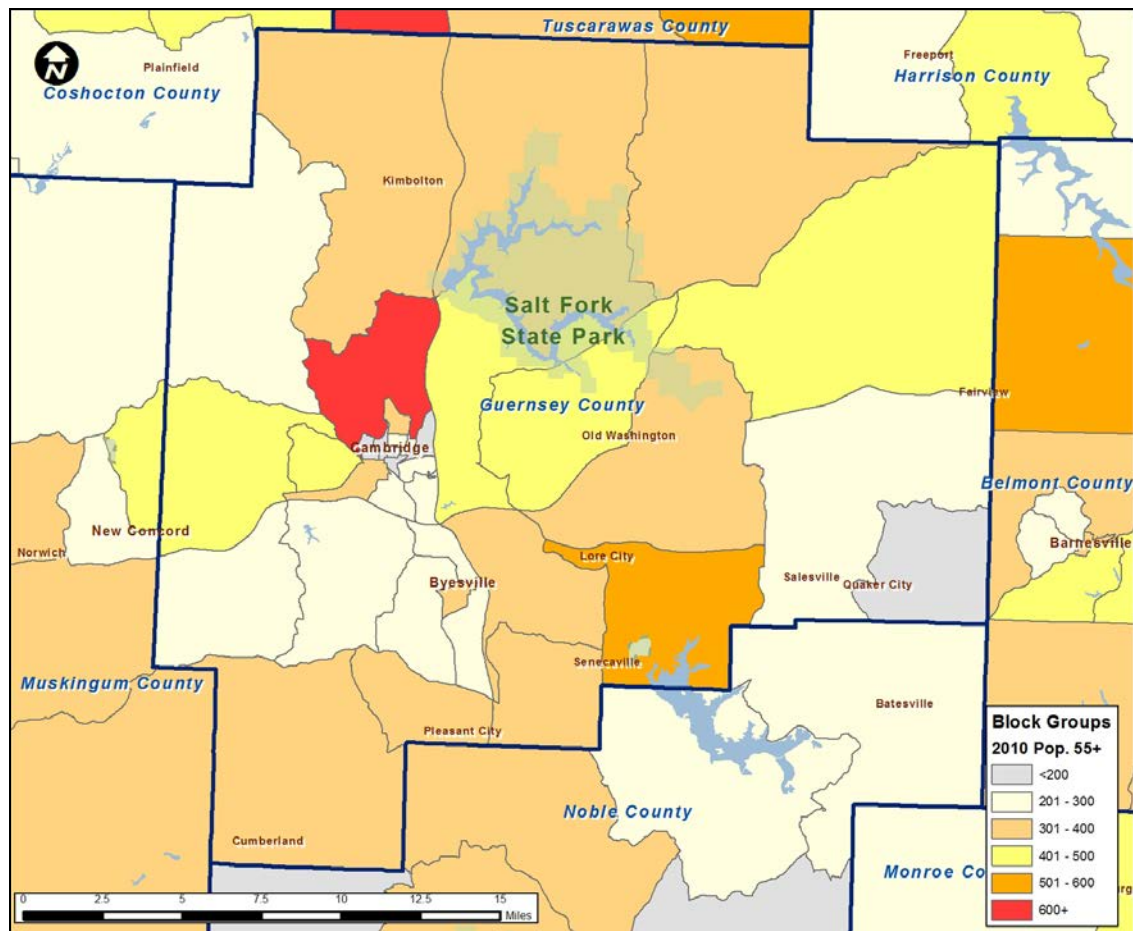 Tuscarawas County
N
Plainfield
Freeport
Coshocton County
Harrison County
Kimbolton
Salt Fork
State Park
Fairview
Guernsey County
Old Washington
Cambridge
Belmont County
New Concord
Norwich
Barnesville
Lore City
Byesville
Salesville
Quaker City
Senecaville
Muskingum County
Batesville
Pleasant City
Noble County
Cumberland
Monroe Co
Block Groups
2010 Pop. 55+
<200
201 - 300
301 - 400
401 - 500
501 - 600
600+
0 2.5 5 7.5 10 12.5 15
Miles